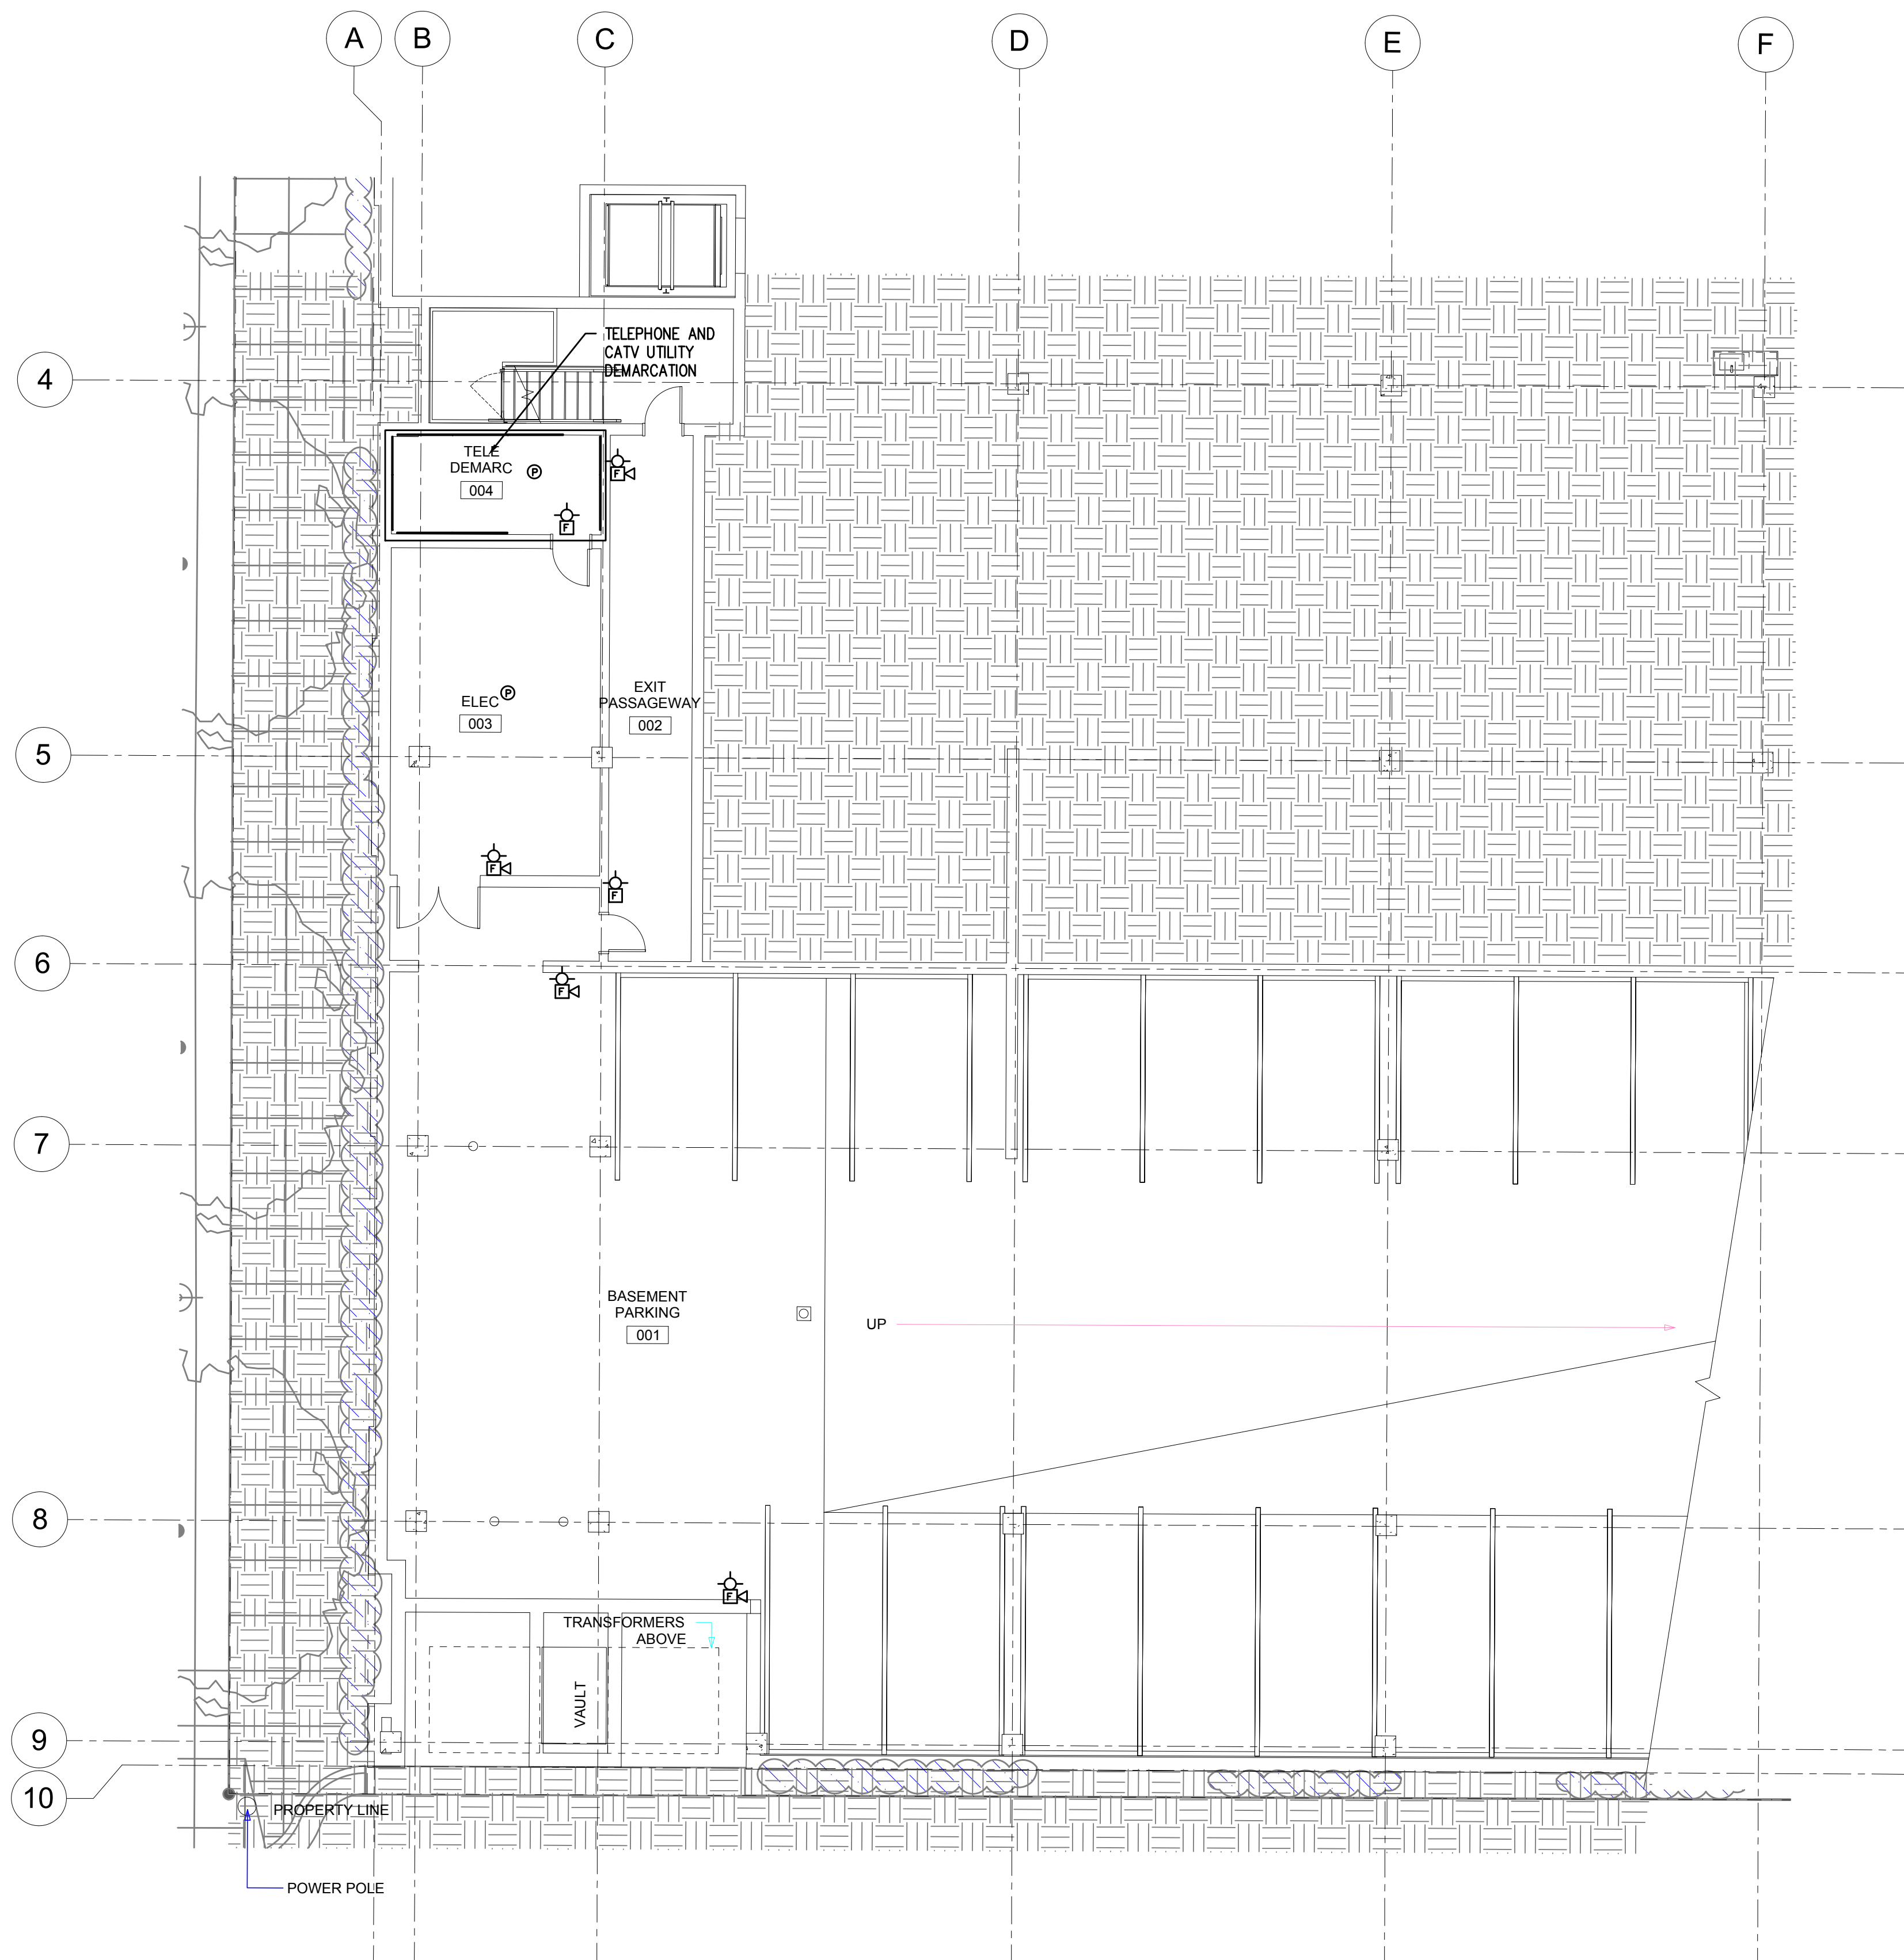 A
B
C
D
E
F
TELEPHONE AND
CATV UTILITY
DEMARCATION
4
TELE
DEMARC
P
004
F
F
ELEC
P
003
EXIT
PASSAGEWAY
002
5
F
F
6
F
7
BASEMENT
PARKING
001
UP
8
F
TRANSFORMERS
ABOVE
VAULT
9
10
PROPERTY LINE
POWER POLE